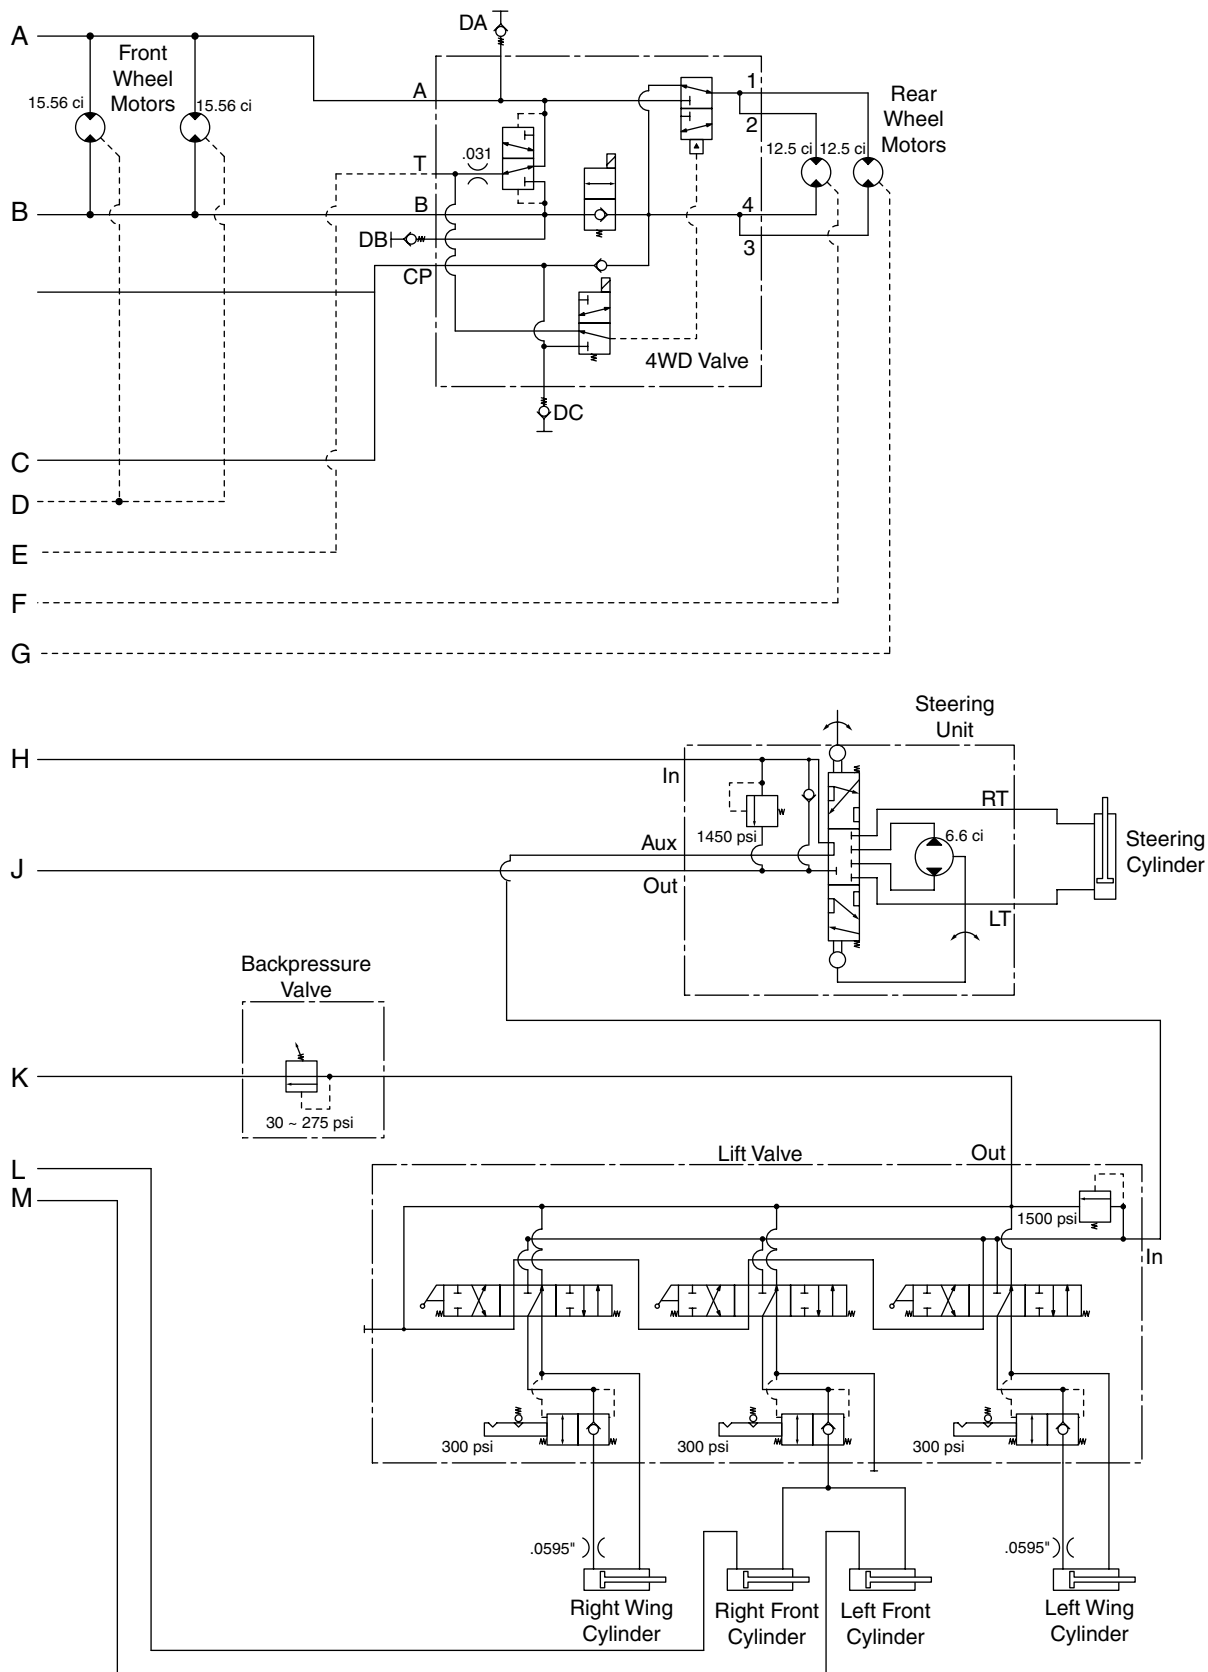 DA
A
Front
Wheel
Motors
15.56 ci
15.56 ci
A
1
2
Rear
Wheel
Motors
.031
T
12.5 ci
12.5 ci
B
B
4
3
DB
CP
4WD Valve
DC
C
D
E
F
G
Steering
Unit
H
In
RT
1450 psi
6.6 ci
Steering
Cylinder
Aux
J
Out
LT
Backpressure
Valve
K
30 ~ 275 psi
L
Lift Valve
Out
M
1500 psi
In
300 psi
300 psi
300 psi
.0595"
.0595"
Right Wing
Cylinder
Right Front
Cylinder
Left Front
Cylinder
Left Wing
Cylinder